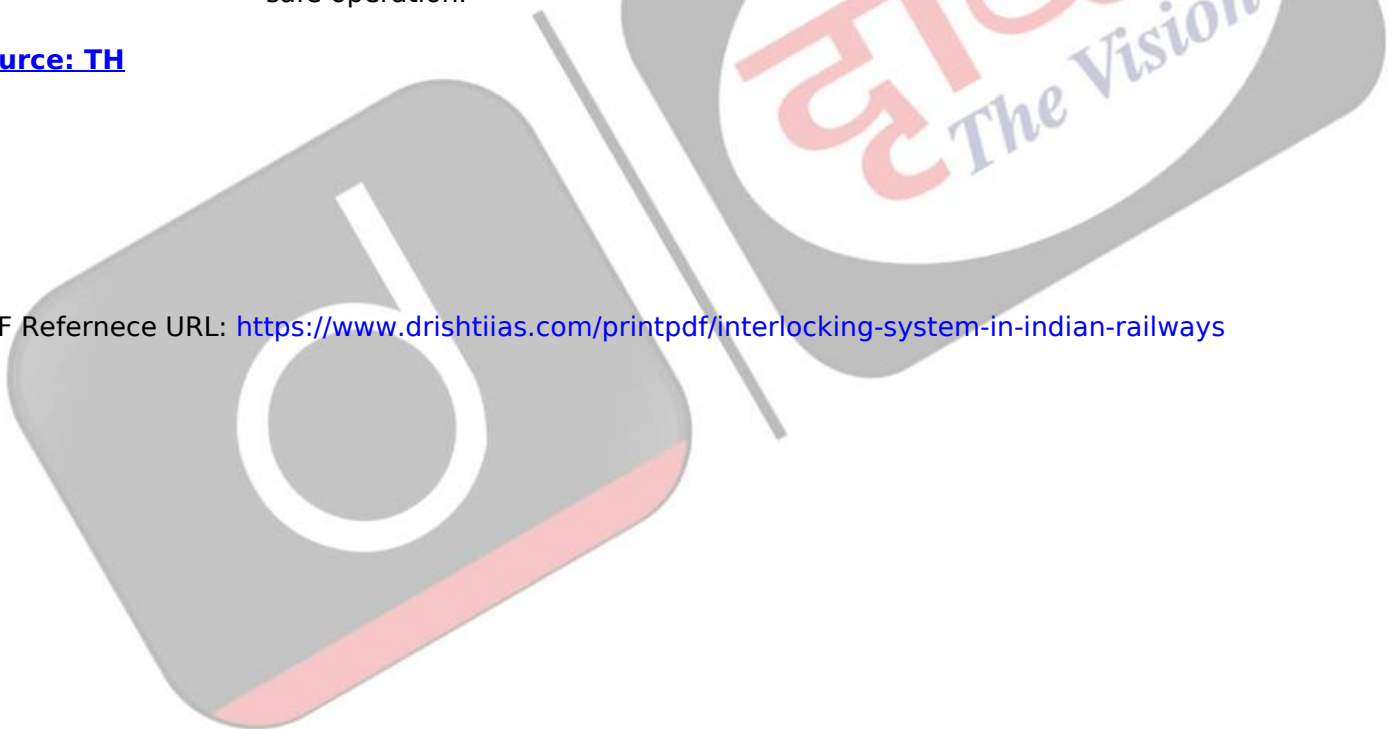 safe operation.
urce: TH
The Vision
F Refernece URL: https://www.drishtiias.com/printpdf/interlocking-system-in-indian-railways